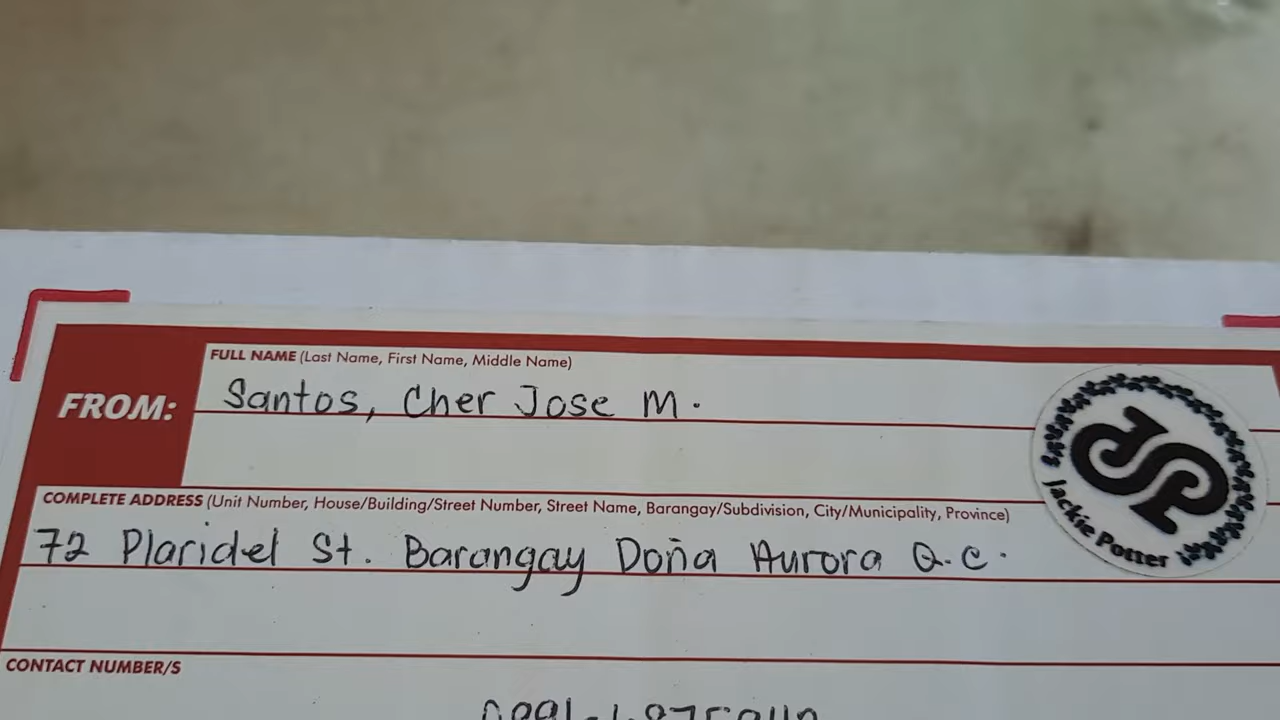 FULL NAME (Last Name, First Name, Middle Name)
FROM:
Santos, Cher Jose M.
COMPLETE ADDRESS (Unit Number, House/Building/Street Number, Street Name, Barangay/Subdivision, City/Municipality, Province)
72 Plaridel St. Barangay Doña Aurora Q.C.
CONTACT NUMBER/S
JSP
Jackie Potter